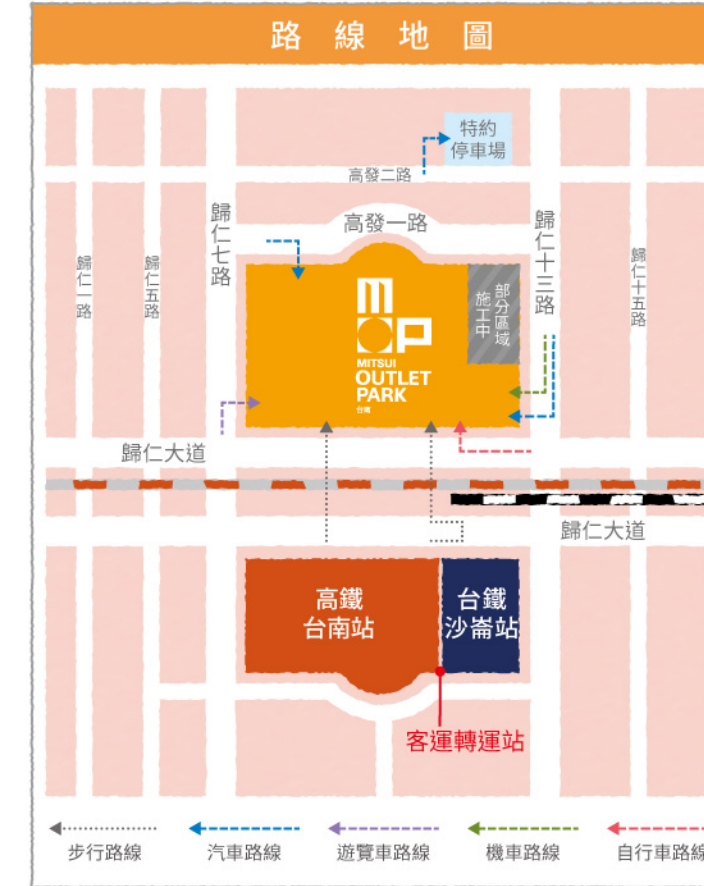 路線地圖
特約
停車場
高發二路
高發一路
歸仁七路
歸仁十三路
歸仁一路
歸仁五路
歸仁十五路
部分區域
施工中
mop
MITSUI
OUTLET
PARK
台南
歸仁大道
歸仁大道
高鐵
台南站
台鐵
沙崙站
客運轉運站
步行路線
汽車路線
遊覽車路線
機車路線
自行車路線